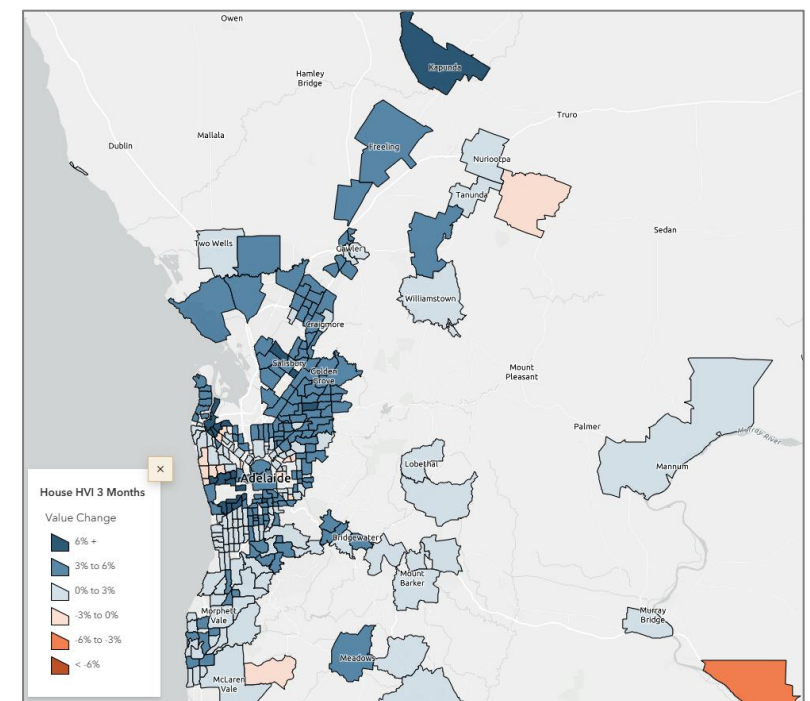 Owen
Kapunda
Hamley
Bridge
Truro
Mallala
Dublin
Freeling
Nuriootpa
Tanunda
Sedan
Two Wells
Gawler
Williamstown
Craigmore
Salisbury
Golden
Grove
Mount
Pleasant
Palmer
Murray River
Mannum
Lobethal
Adelaide
×
House HVI 3 Months
Value Change
6% +
3% to 6%
0% to 3%
-3% to 0%
-6% to -3%
< -6%
Bridgewater
Mount
Barker
Morphett
Vale
Murray
Bridge
Meadows
McLaren
Vale